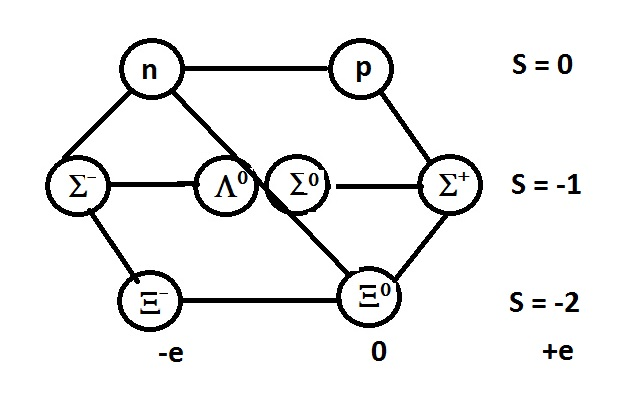 n p S = 0
Σ⁻ Λ⁰ Σ⁰ Σ⁺ S = -1
Ξ⁻ Ξ⁰ S = -2
-e 0 +e